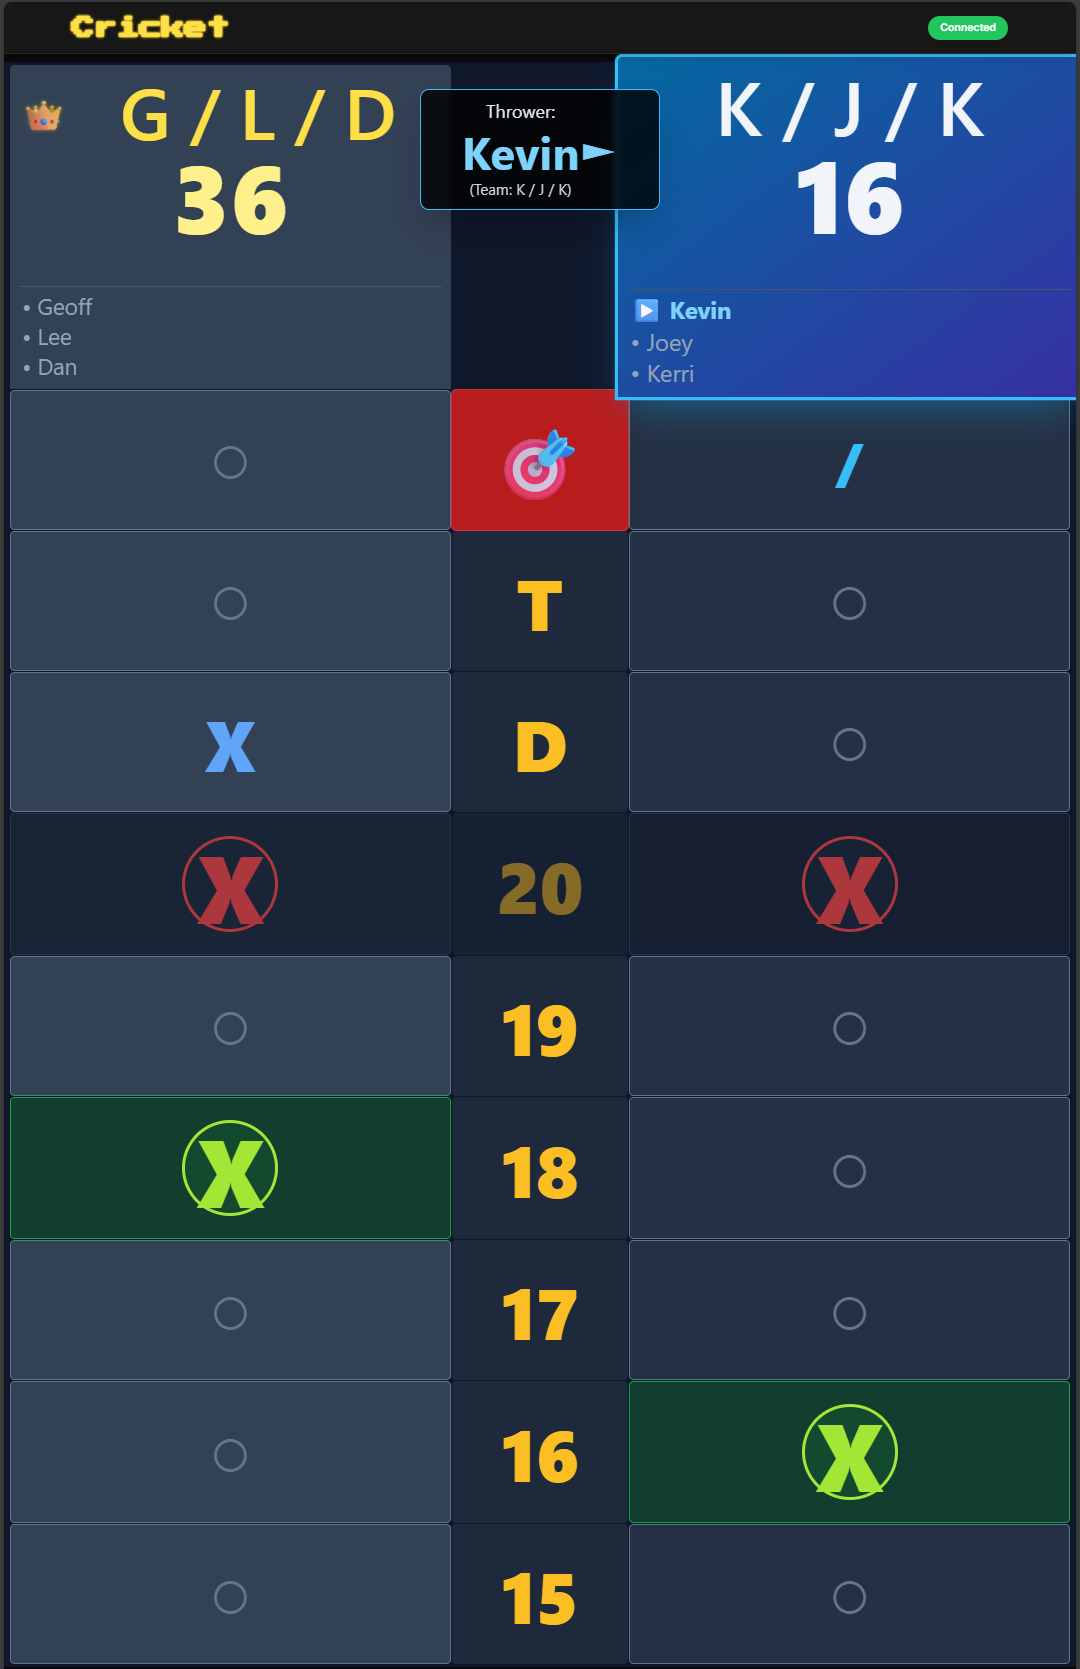 Cricket
Connected
G / L / D
36
• Geoff
• Lee
• Dan
Thrower:
Kevin
(Team: K / J / K)
K / J / K
16
Kevin
• Joey
• Kerri
/
T
X D
X 20 X
19
X 18
17
16 X
15